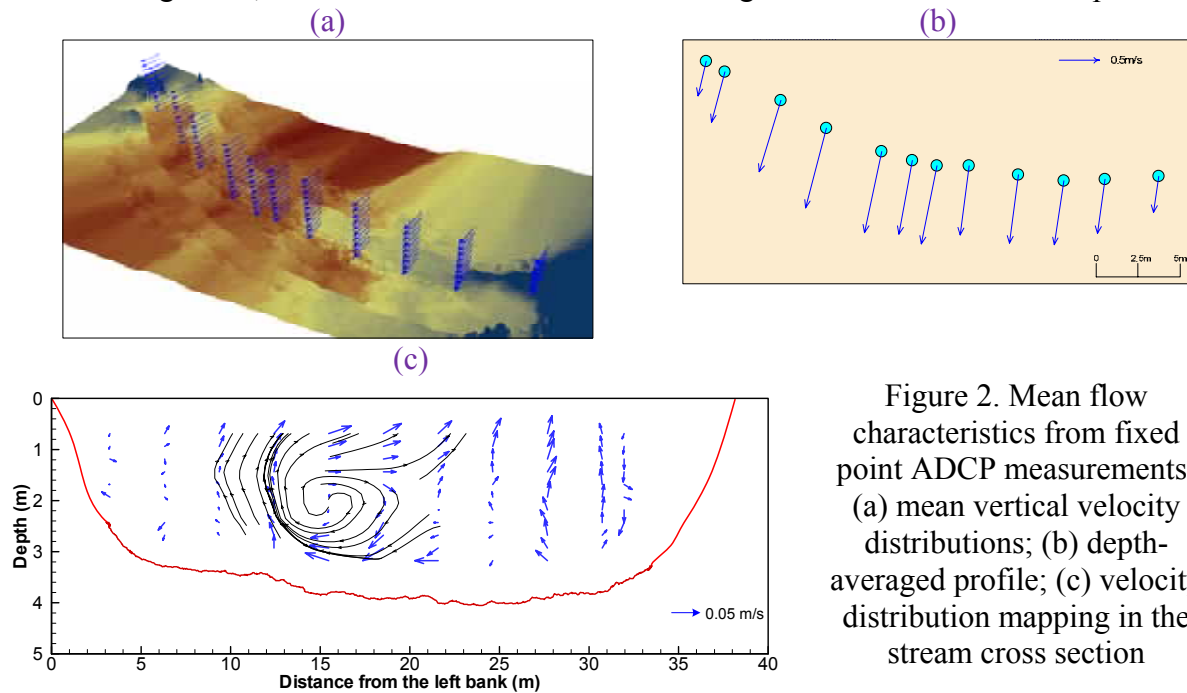 (a)
(b)
0.5m/s
0 2.5m 5m
(c)
0
1
2
3
4
5
Depth (m)
0.05 m/s
0 5 10 15 20 25 30 35 40
Distance from the left bank (m)
Figure 2. Mean flow
characteristics from fixed
point ADCP measurements
(a) mean vertical velocity
distributions; (b) depth-
averaged profile; (c) velocit
distribution mapping in the
stream cross section